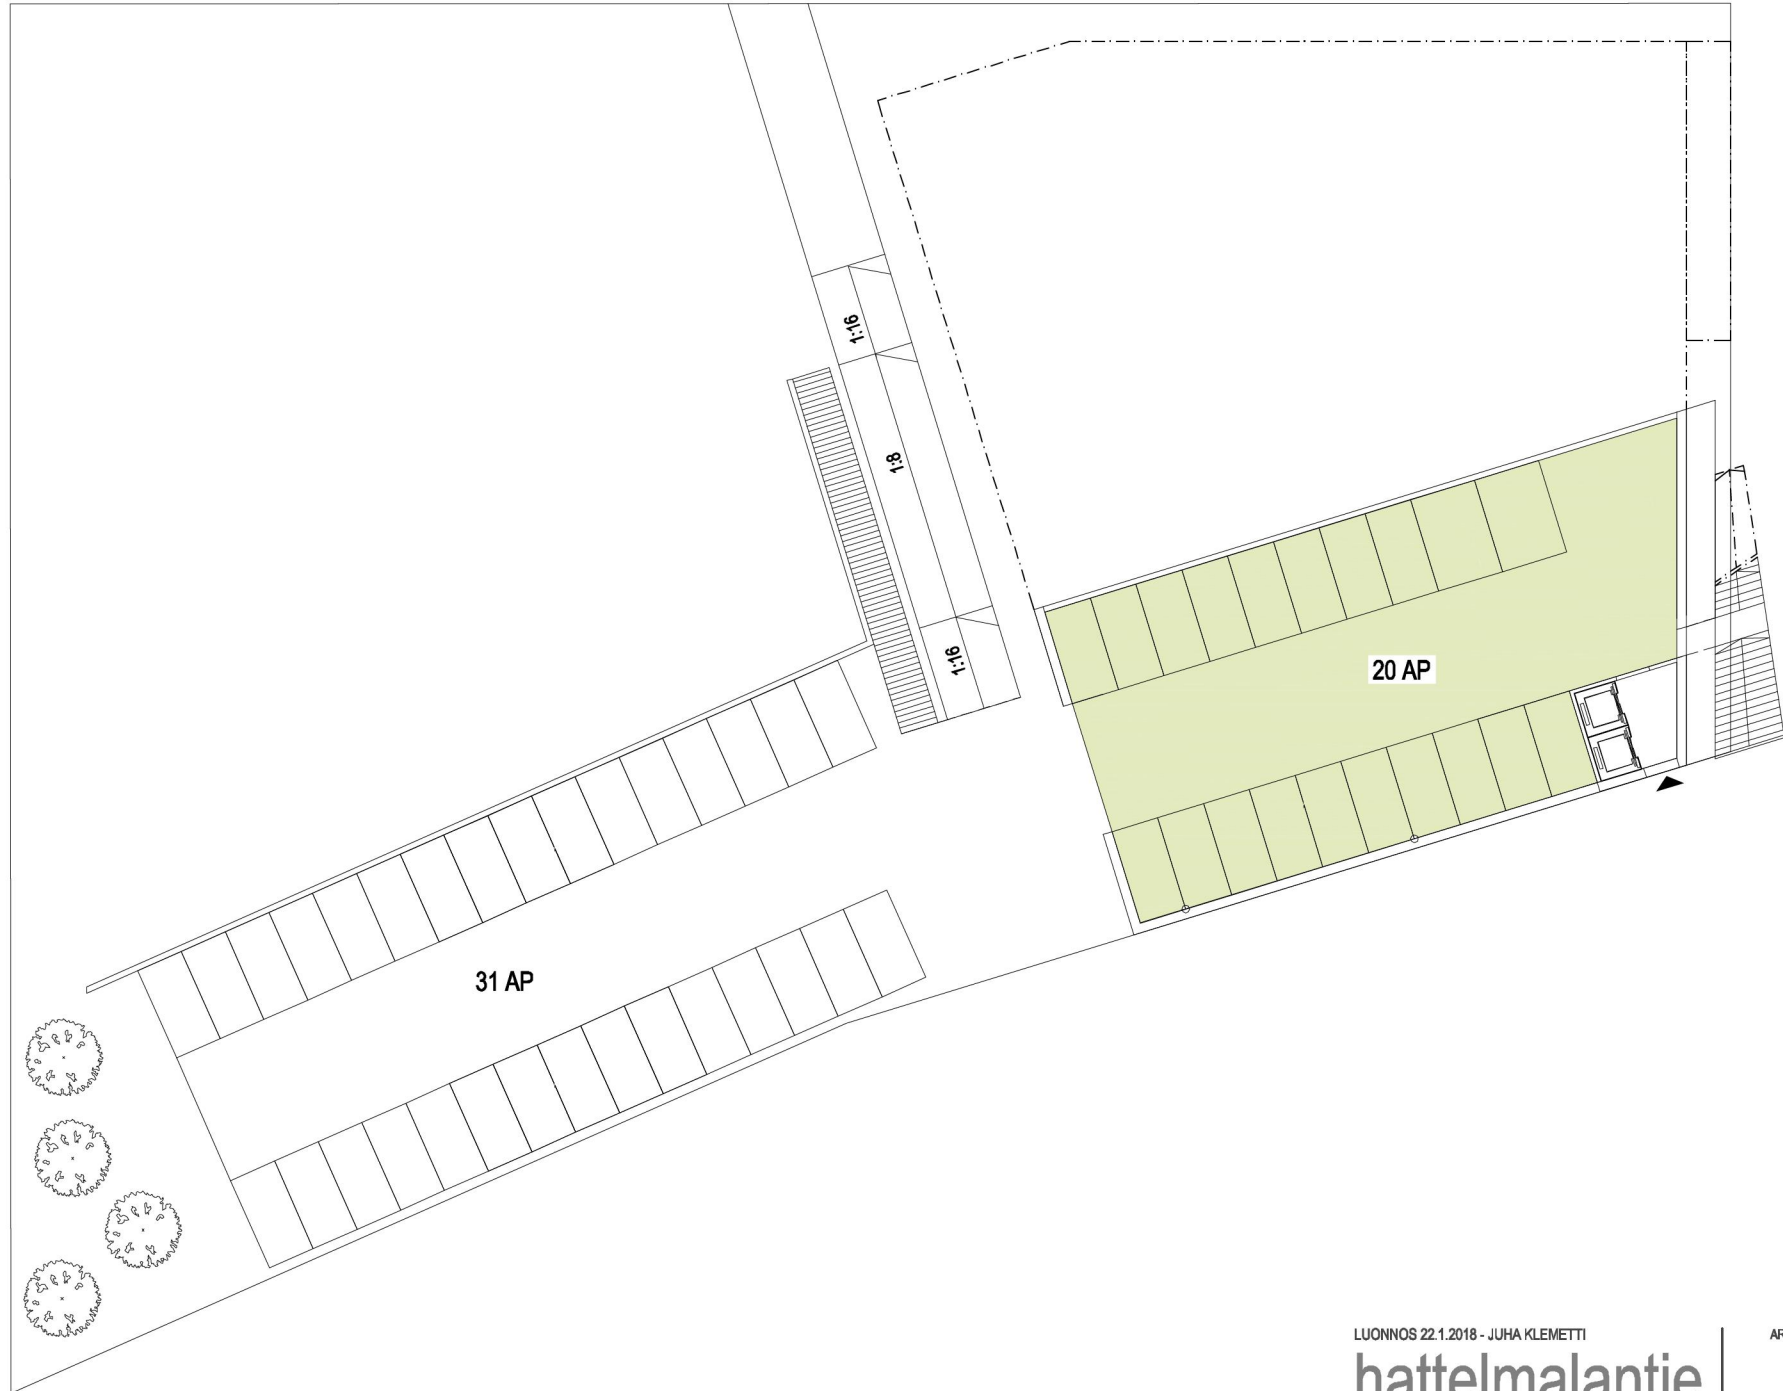 1:16
1:8
1:16
20 AP
31 AP
LUONNOS 22.1.2018 - JUHA KLEMETTI
hattelmalantie